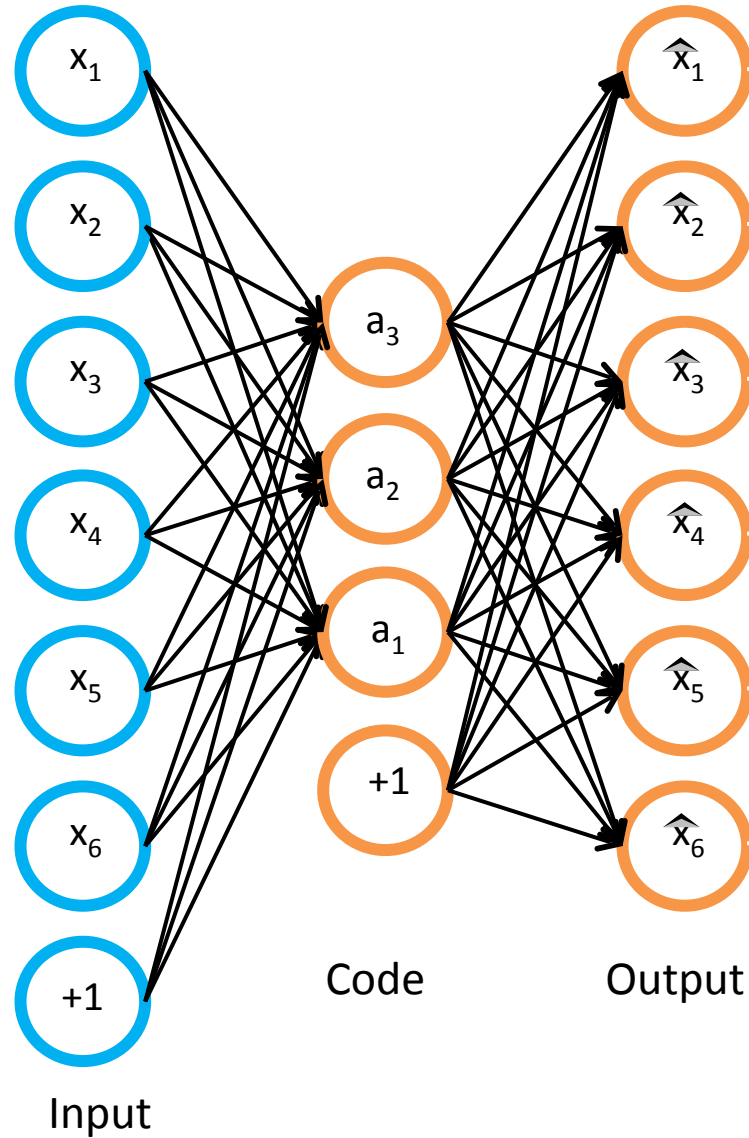 x₁
x₂
x₃
x₄
x₅
x₆
+1
Input
a₃
a₂
a₁
+1
Code
x̂₁
x̂₂
x̂₃
x̂₄
x̂₅
x̂₆
Output